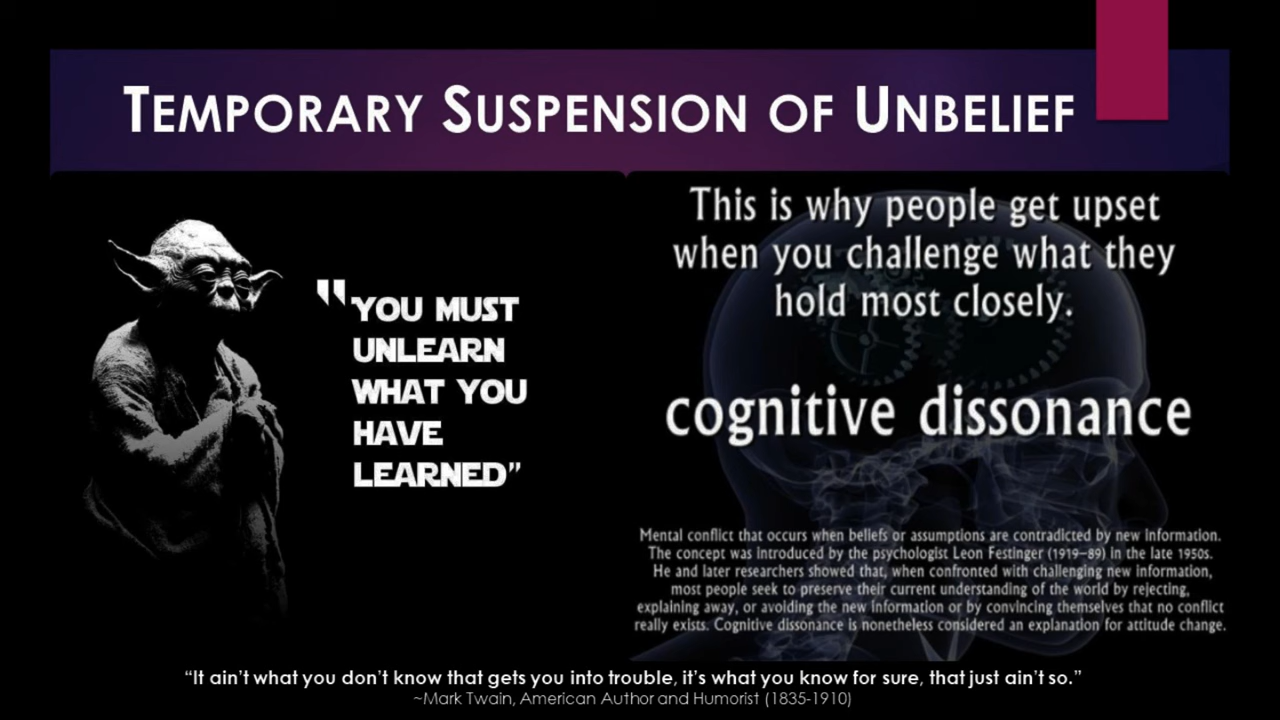 TEMPORARY SUSPENSION OF UNBELIEF
"YOU MUST
UNLEARN
WHAT YOU
HAVE
LEARNED"
This is why people get upset
when you challenge what they
hold most closely.
cognitive dissonance
Mental conflict that occurs when beliefs or assumptions are contradicted by new information.
The concept was introduced by the psychologist Leon Festinger (1919–89) in the late 1950s.
He and later researchers showed that, when confronted with challenging new information,
most people seek to preserve their current understanding of the world by rejecting,
explaining away, or avoiding the new information or by convincing themselves that no conflict
really exists. Cognitive dissonance is nonetheless considered an explanation for attitude change.
“It ain’t what you don’t know that gets you into trouble, it’s what you know for sure, that just ain’t so.”
~Mark Twain, American Author and Humorist (1835-1910)